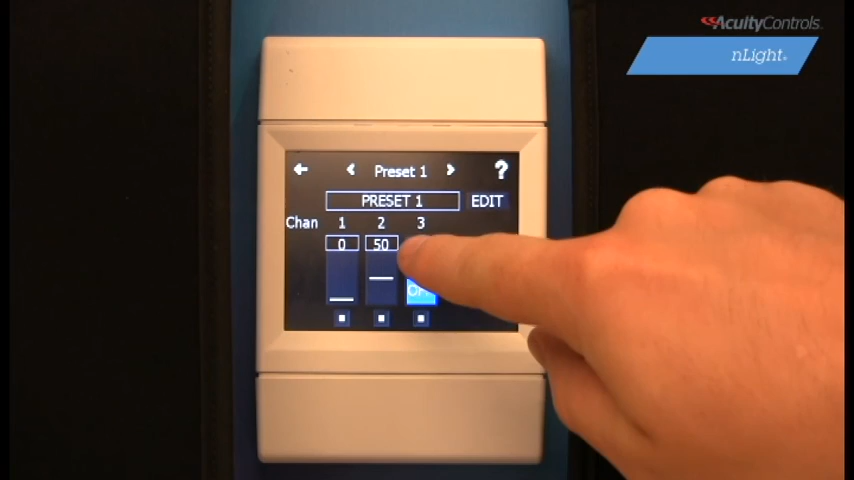 AcuityControls
nLight
Preset 1
?
PRESET 1
EDIT
Chan 1 2 3
0 50